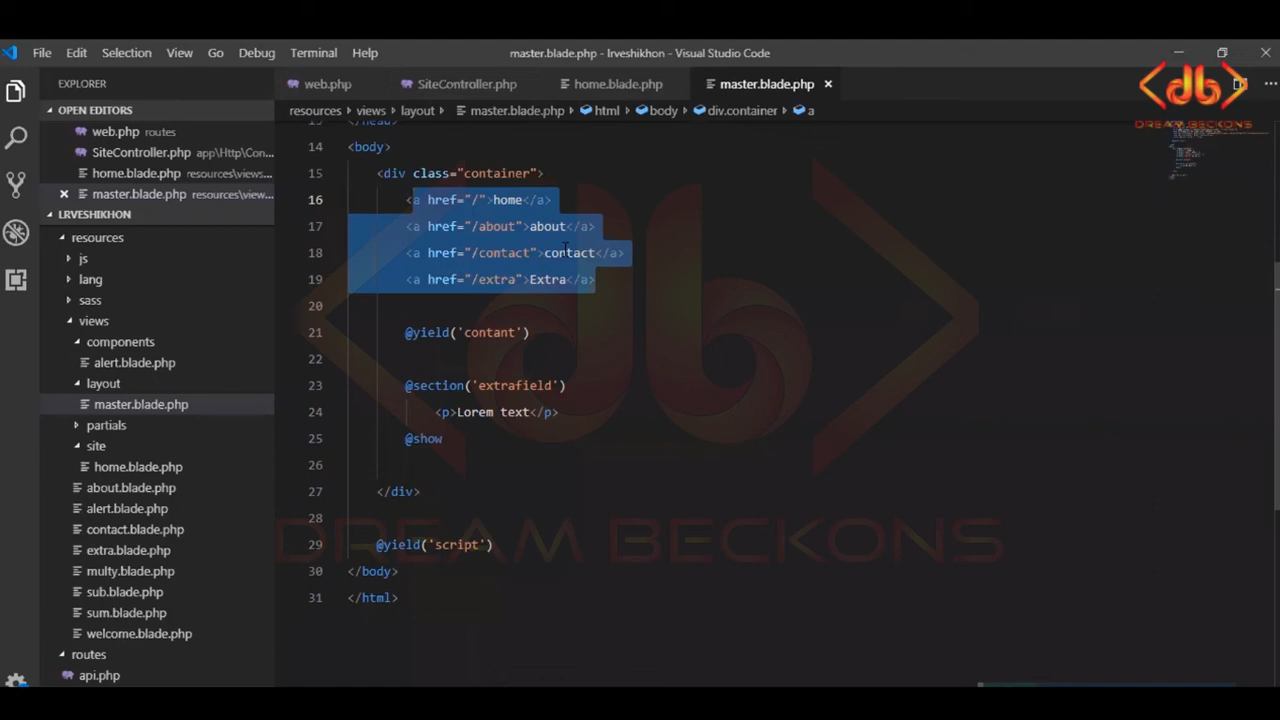 File Edit Selection View Go Debug Terminal Help
master.blade.php - lrveshikhon - Visual Studio Code
EXPLORER
OPEN EDITORS
web.php routes
SiteController.php app\Http\Con...
home.blade.php resources\views...
master.blade.php resources\view...
LRVESHIKHON
resources
js
lang
sass
views
components
alert.blade.php
layout
master.blade.php
partials
site
home.blade.php
about.blade.php
alert.blade.php
contact.blade.php
extra.blade.php
multy.blade.php
sub.blade.php
sum.blade.php
welcome.blade.php
routes
api.php
web.php SiteController.php home.blade.php master.blade.php
resources views layout master.blade.php html body div.container a
</head>
14 <body>
15 <div class="container">
16 <a href="/">home</a>
17 <a href="/about">about</a>
18 <a href="/contact">contact</a>
19 <a href="/extra">Extra</a>
20
21 @yield('contant')
22
23 @section('extrafield')
24 <p>Lorem text</p>
25 @show
26
27 </div>
28
29 @yield('script')
30 </body>
31 </html>
db
DREAM BECKONS
db
DREAM BECKONS